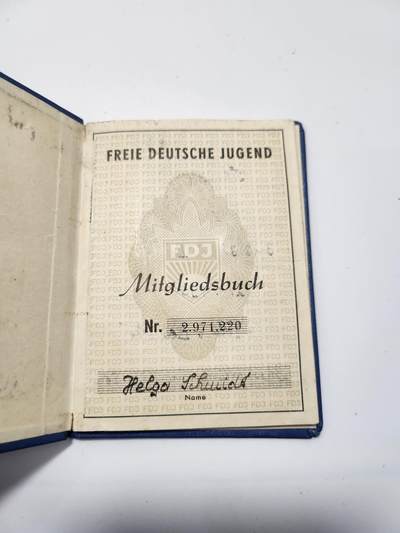 FREIE DEUTSCHE JUGEND
FDJ
Mitgliedsbuch
Nr. 2.971.220
Helga Schmidt
Name